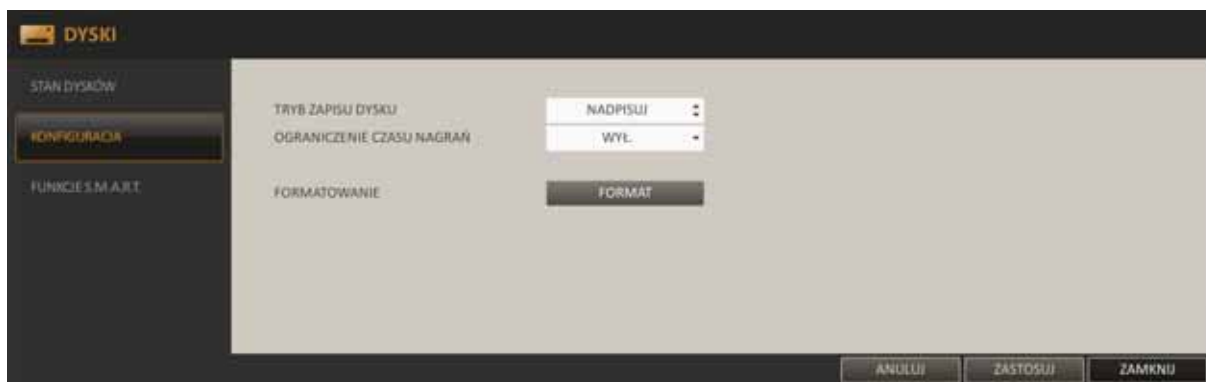 DYSKI
STAN DYSKÓW
KONFIGURACJA
FUNKCJE S.M.A.R.T.
TRYB ZAPISU DYSKU NADPISUJ
OGRANICZENIE CZASU NAGRAŃ WYŁ.
FORMATOWANIE FORMAT
ANULUJ ZASTOSUJ ZAMKNIJ